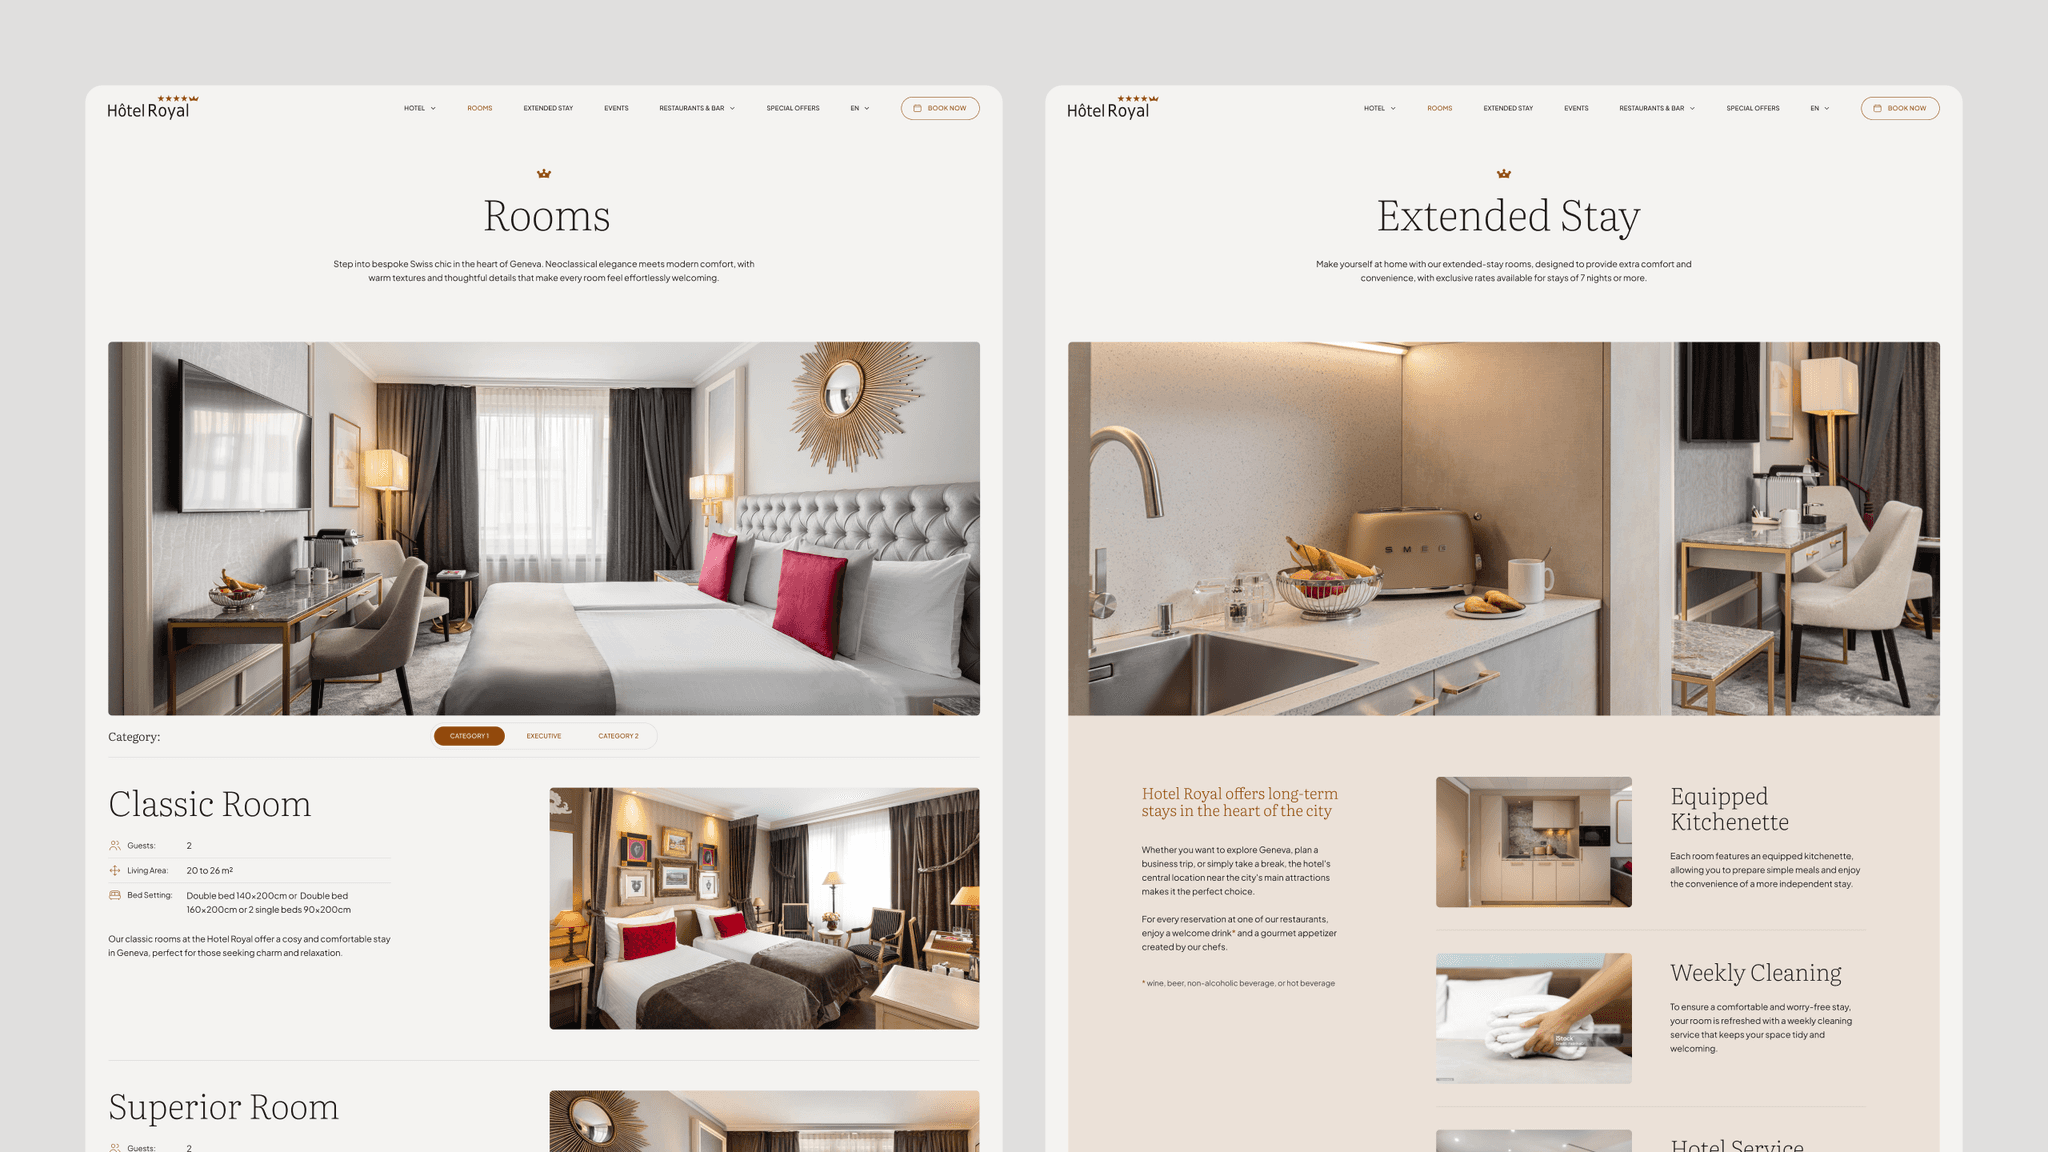 Hôtel Royal
HOTEL
ROOMS
EXTENDED STAY
EVENTS
RESTAURANTS & BAR
SPECIAL OFFERS
EN
BOOK NOW
Rooms
Step into bespoke Swiss chic in the heart of Geneva. Neoclassical elegance meets modern comfort, with
warm textures and thoughtful details that make every room feel effortlessly welcoming.
Category:
CATEGORY 1
EXECUTIVE
CATEGORY 2
Classic Room
Guests: 2
Living Area: 20 to 26 m²
Bed Setting: Double bed 140×200cm or Double bed
160×200cm or 2 single beds 90×200cm
Our classic rooms at the Hotel Royal offer a cosy and comfortable stay
in Geneva, perfect for those seeking charm and relaxation.
Superior Room
Guests: 2
Hôtel Royal
HOTEL
ROOMS
EXTENDED STAY
EVENTS
RESTAURANTS & BAR
SPECIAL OFFERS
EN
BOOK NOW
Extended Stay
Make yourself at home with our extended-stay rooms, designed to provide extra comfort and
convenience, with exclusive rates available for stays of 7 nights or more.
SMEG
Hotel Royal offers long-term
stays in the heart of the city
Whether you want to explore Geneva, plan a
business trip, or simply take a break, the hotel's
central location near the city's main attractions
makes it the perfect choice.
For every reservation at one of our restaurants,
enjoy a welcome drink* and a gourmet appetizer
created by our chefs.
* wine, beer, non-alcoholic beverage, or hot beverage
Equipped
Kitchenette
Each room features an equipped kitchenette,
allowing you to prepare simple meals and enjoy
the convenience of a more independent stay.
iStock
Weekly Cleaning
To ensure a comfortable and worry-free stay,
your room is refreshed with a weekly cleaning
service that keeps your space tidy and
welcoming.
Hotel Service